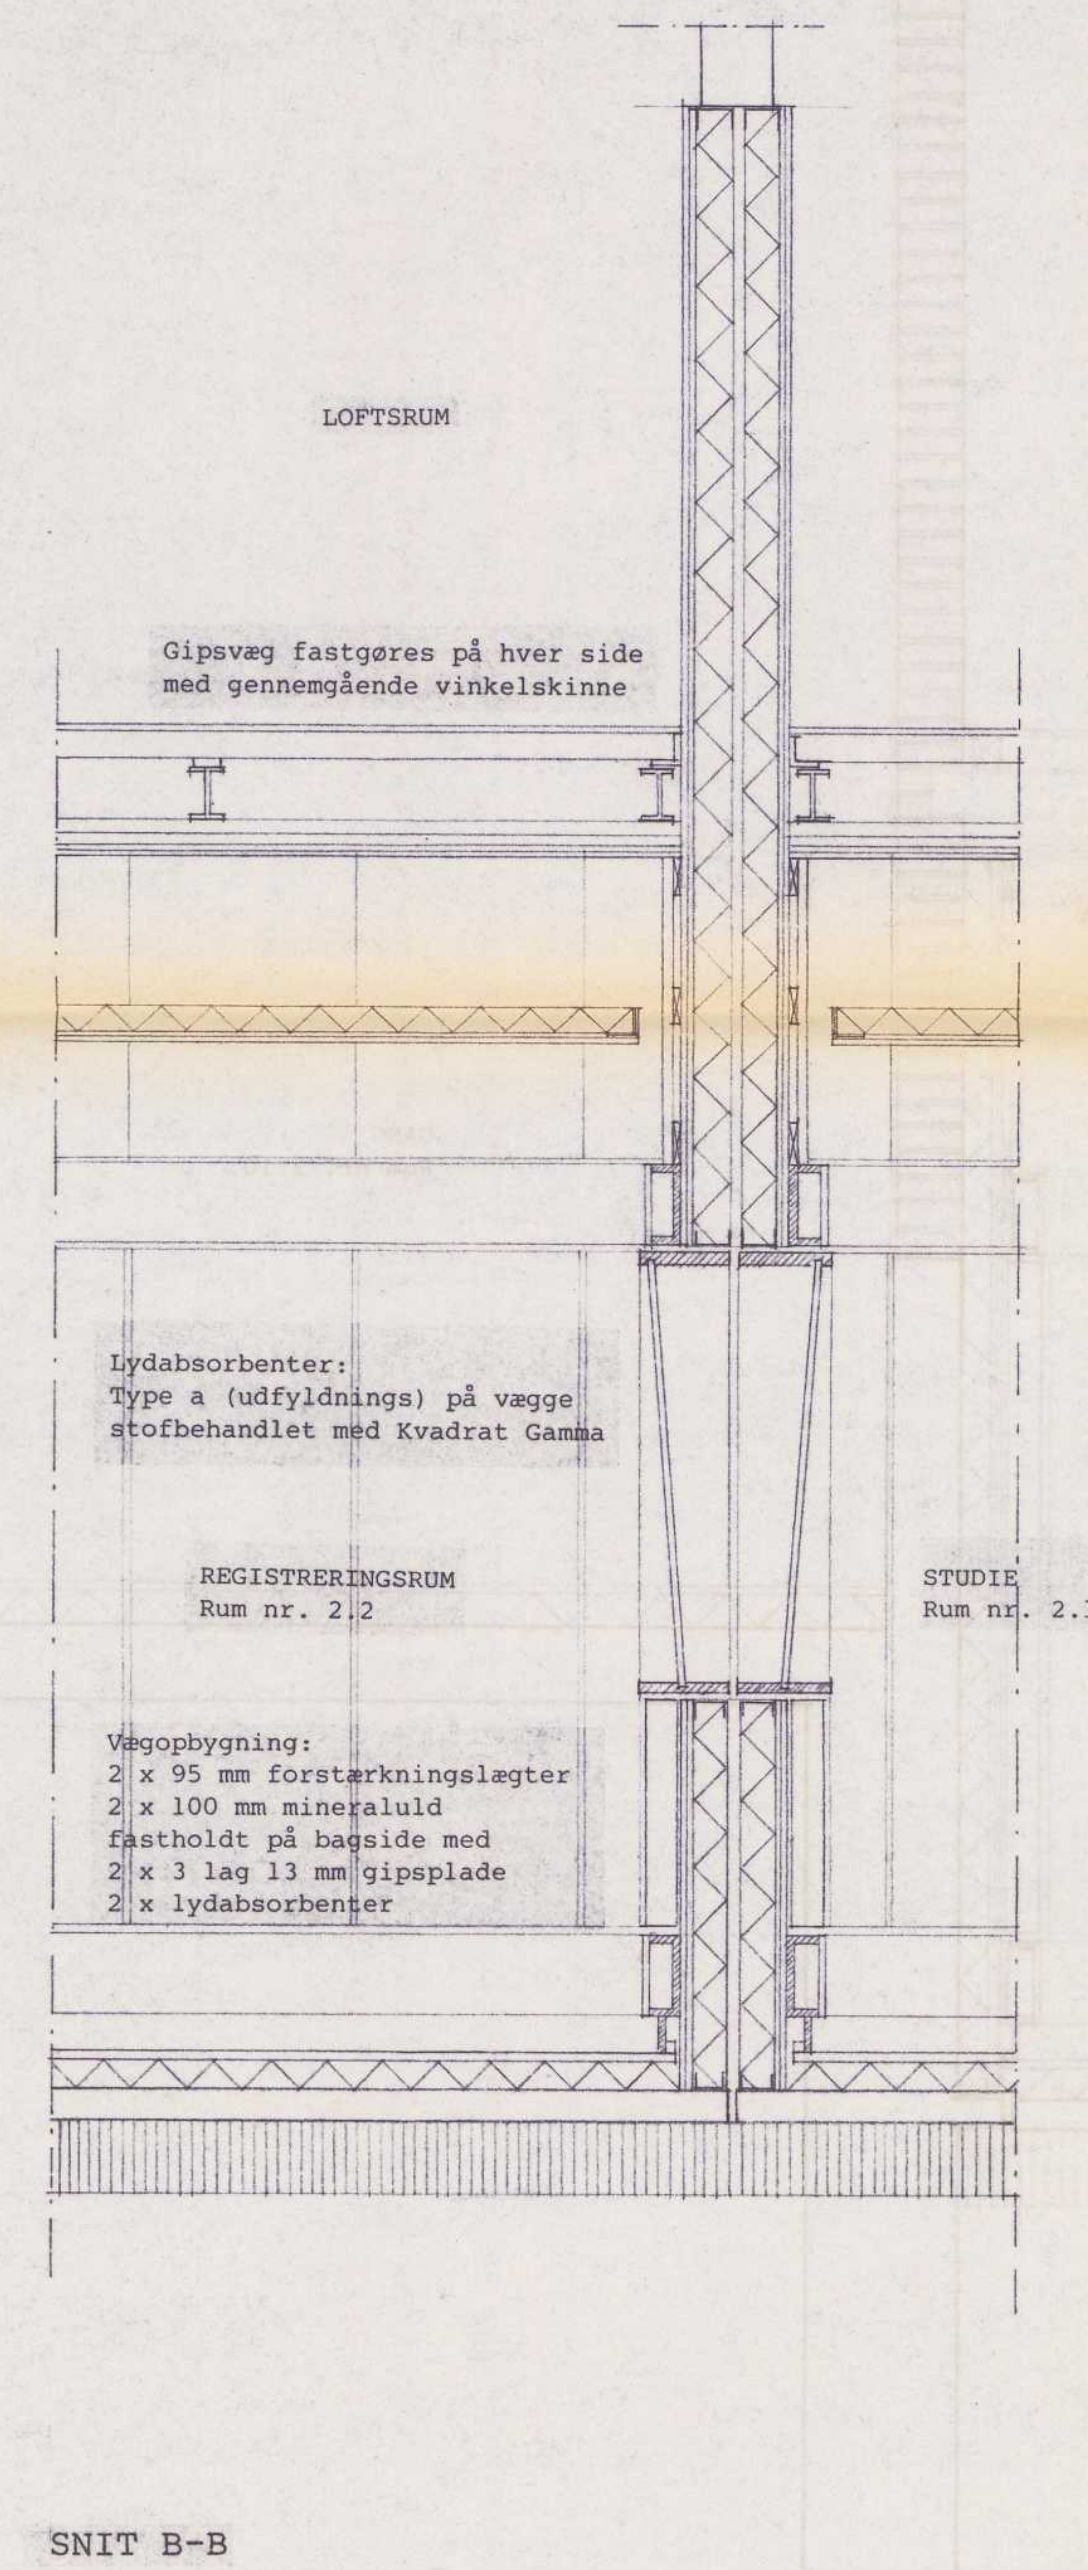 LOFTSRUM
Gipsvæg fastgøres på hver side
med gennemgående vinkelskinne
Lydabsorbenter:
Type a (udfyldnings) på vægge
stofbehandlet med Kvadrat Gamma
REGISTRERINGSRUM
Rum nr. 2.2
STUDIE
Rum nr.
Vægopbygning:
2 x 95 mm forstærkningslægter
2 x 100 mm mineraluld
fastholdt på bagside med
2 x 3 lag 13 mm gipsplade
2 x lydabsorbenter
SNIT B-B